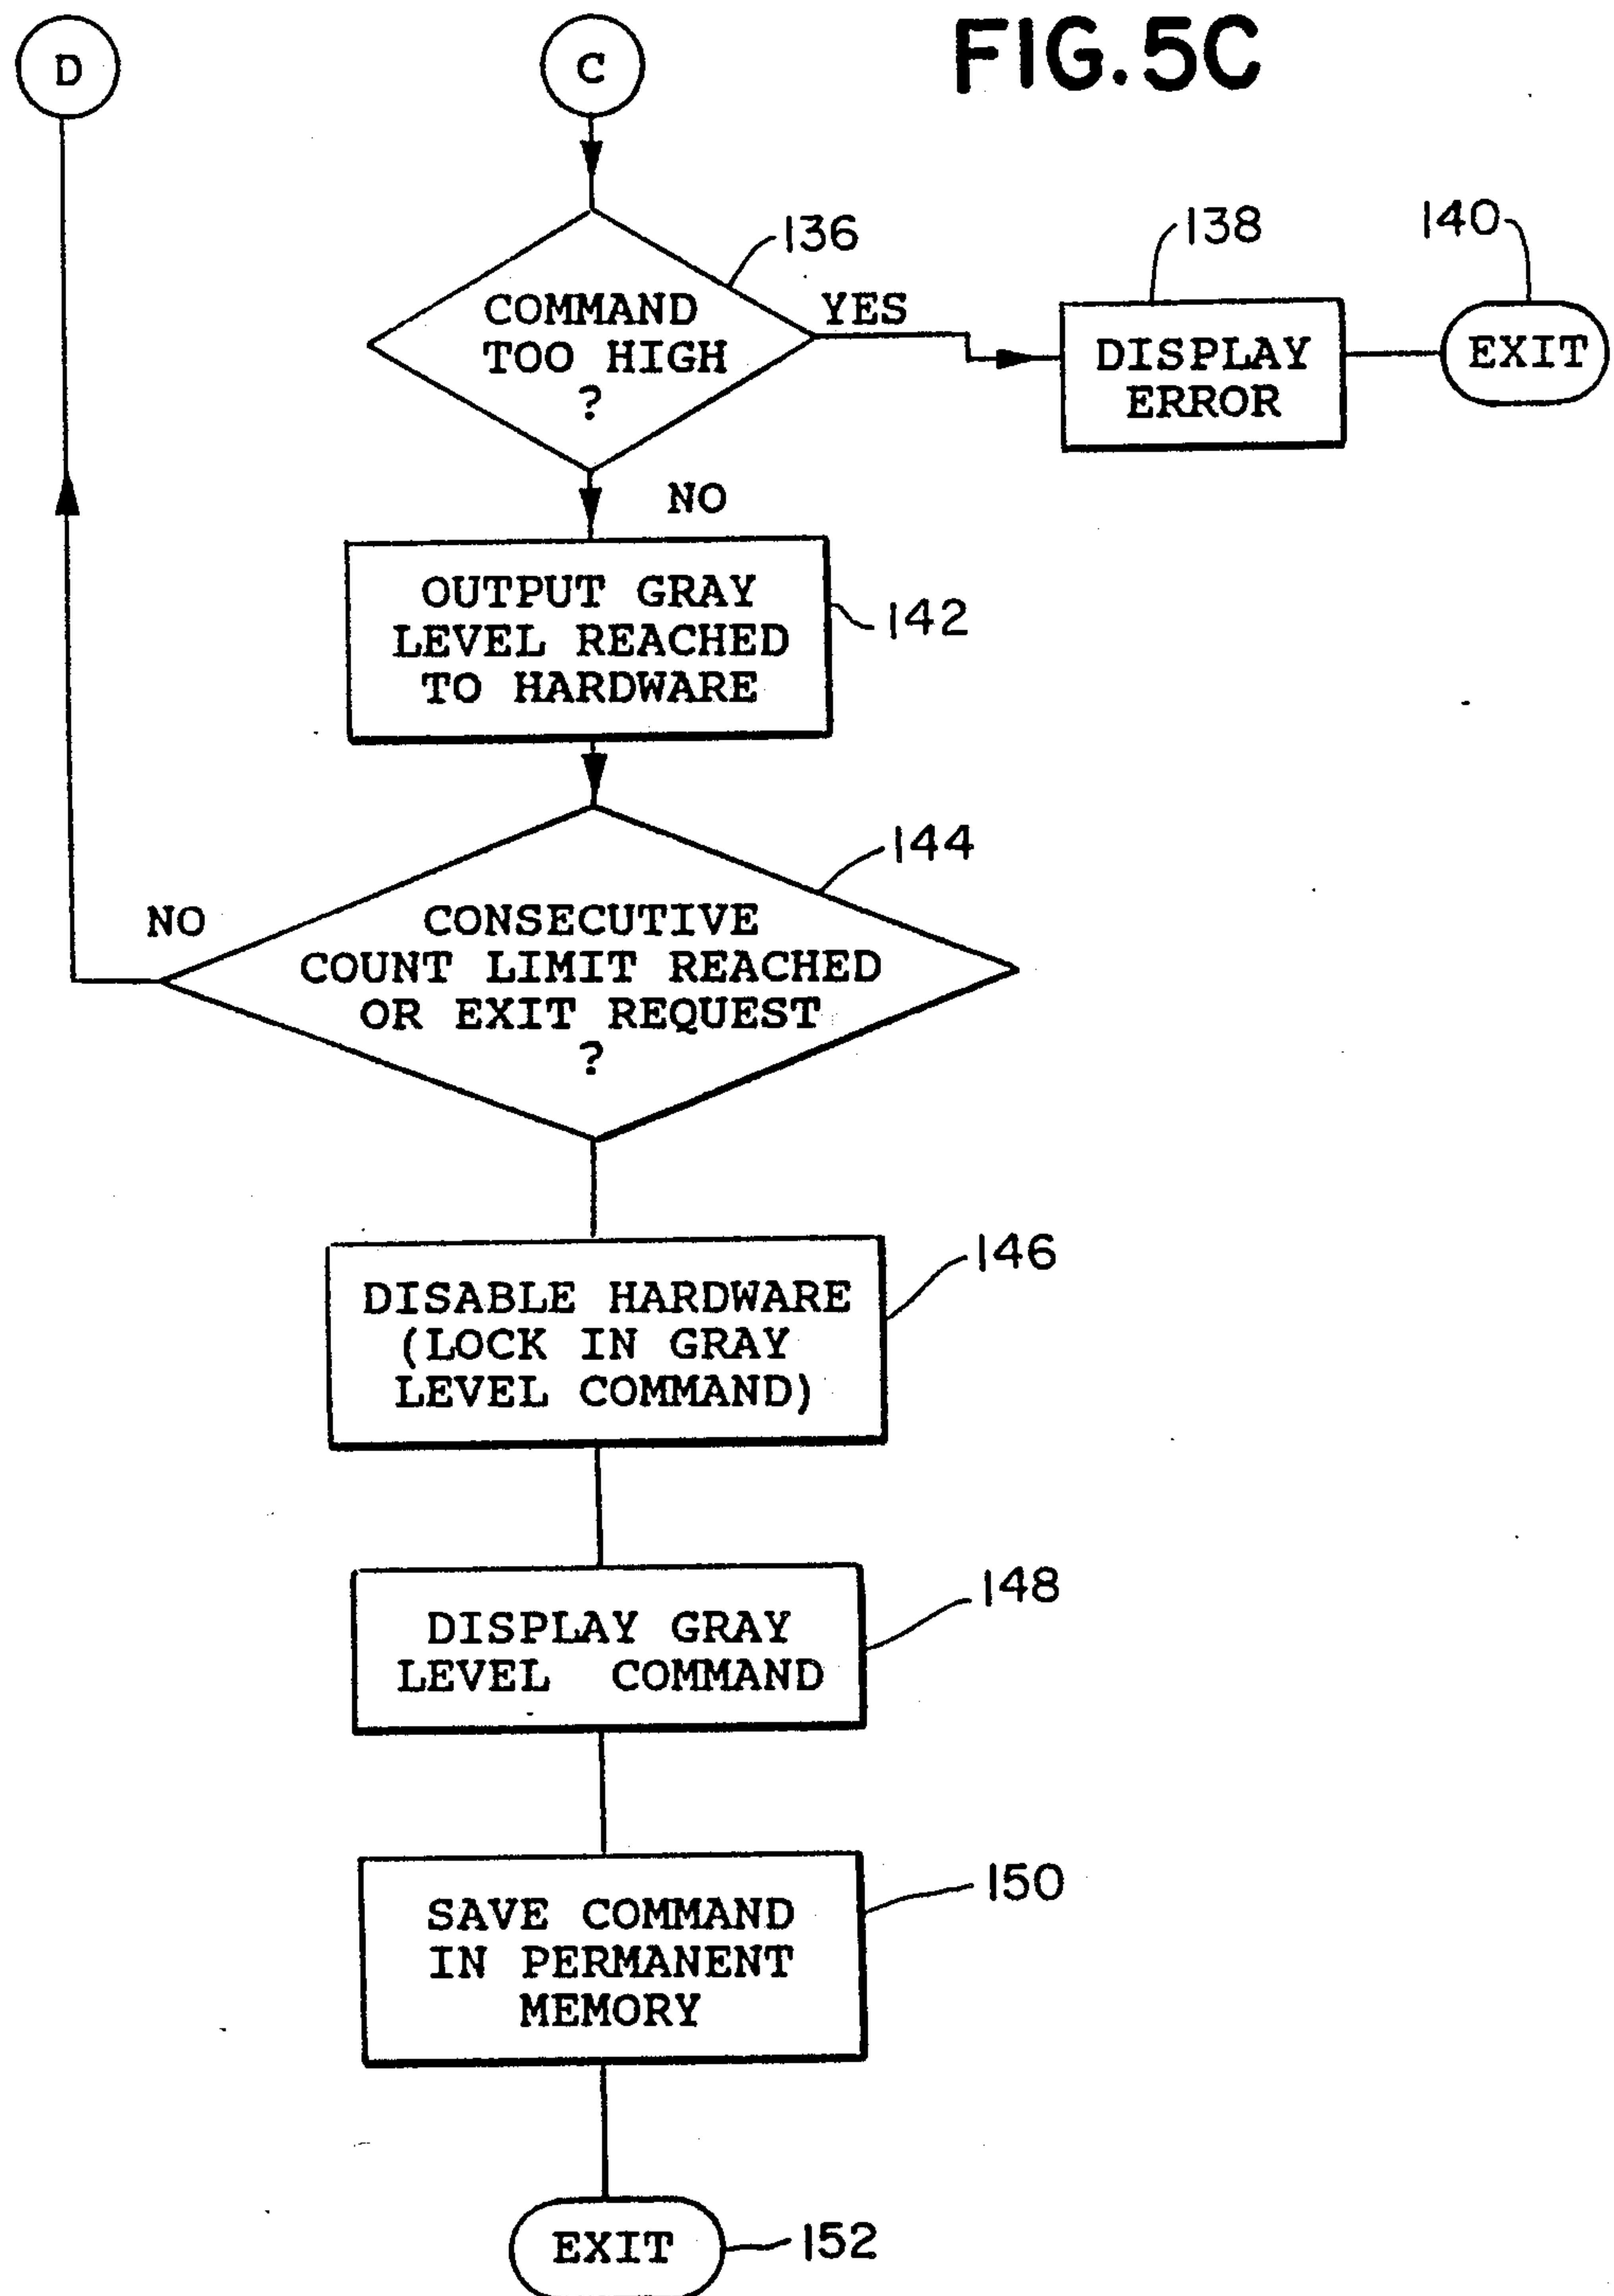 FIG.5C
D
C
136
COMMAND
TOO HIGH
?
YES
138
DISPLAY
ERROR
140
EXIT
NO
OUTPUT GRAY
LEVEL REACHED
TO HARDWARE
142
144
NO
CONSECUTIVE
COUNT LIMIT REACHED
OR EXIT REQUEST
?
DISABLE HARDWARE
(LOCK IN GRAY
LEVEL COMMAND)
146
DISPLAY GRAY
LEVEL COMMAND
148
SAVE COMMAND
IN PERMANENT
MEMORY
150
EXIT
152